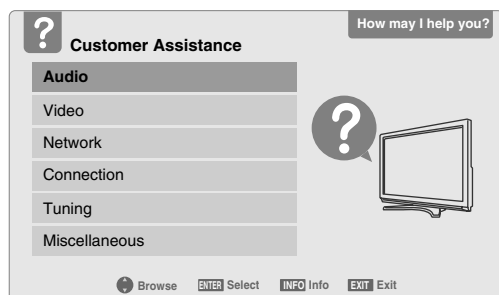 How may I help you?
? Customer Assistance
Audio
Video
Network
Connection
Tuning
Miscellaneous
?
Browse ENTER Select INFO Info EXIT Exit